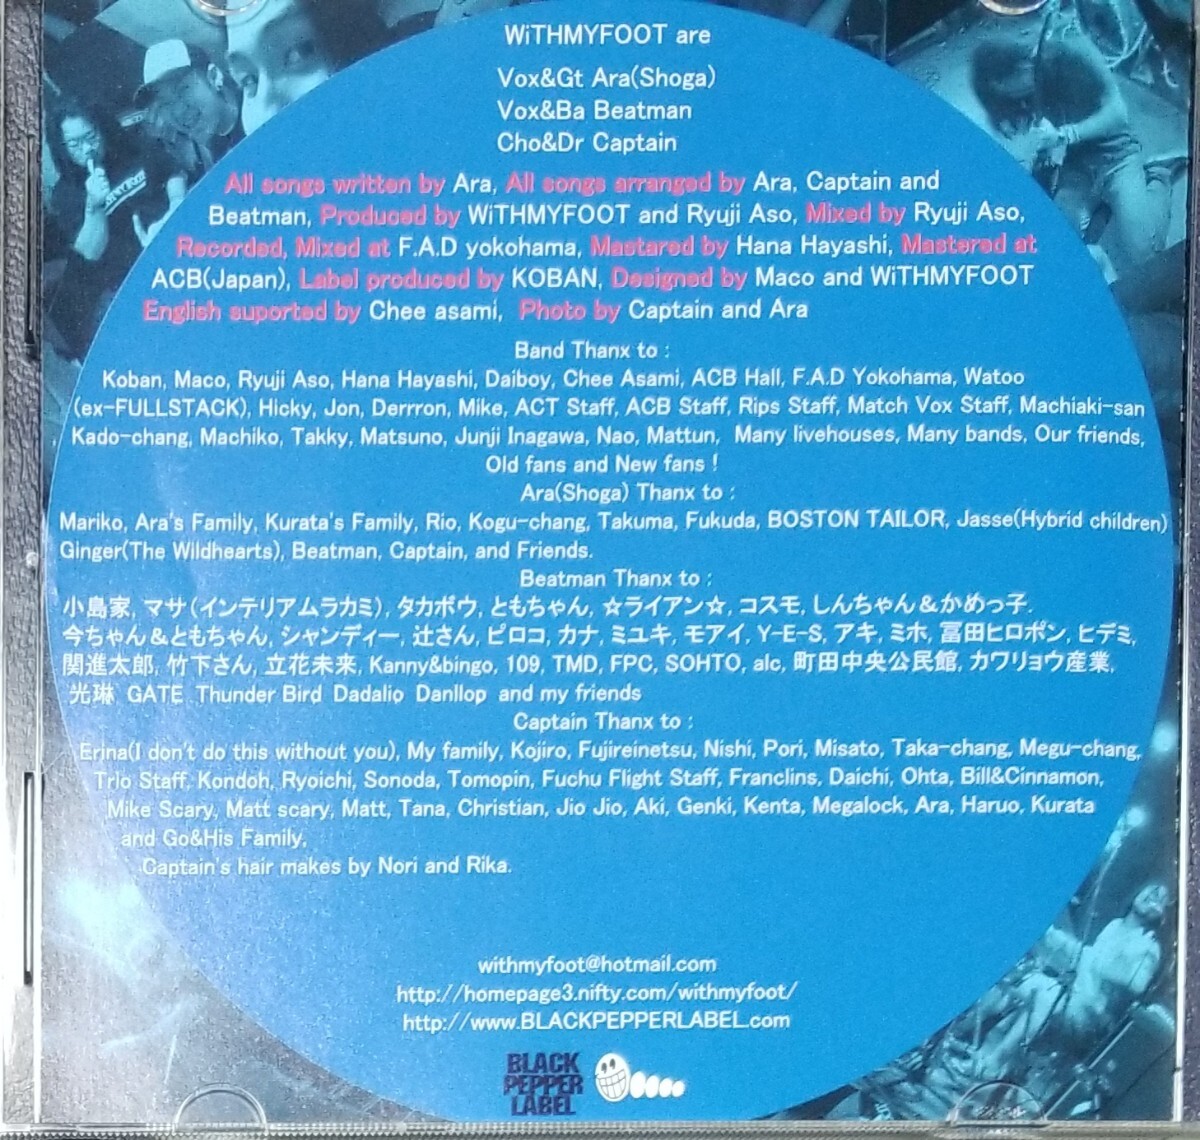 WiTHMYFOOT are
Vox&Gt Ara(Shoga)
Vox&Ba Beatman
Cho&Dr Captain
All songs written by Ara, All songs arranged by Ara, Captain and
Beatman, Produced by WiTHMYFOOT and Ryuji Aso, Mixed by Ryuji Aso,
Recorded, Mixed at F.A.D yokohama, Mastared by Hana Hayashi, Mastered at
ACB(Japan), Label produced by KOBAN, Designed by Maco and WiTHMYFOOT
English suported by Chee asami, Photo by Captain and Ara
Band Thanx to :
Koban, Maco, Ryuji Aso, Hana Hayashi, Daiboy, Chee Asami, ACB Hall, F.A.D Yokohama, Watoo
(ex-FULLSTACK), Hicky, Jon, Derrron, Mike, ACT Staff, ACB Staff, Rips Staff, Match Vox Staff, Machiaki-san
Kado-chang, Machiko, Takky, Matsuno, Junji Inagawa, Nao, Mattun, Many livehouses, Many bands, Our friends,
Old fans and New fans !
Ara(Shoga) Thanx to :
Mariko, Ara's Family, Kurata's Family, Rio, Kogu-chang, Takuma, Fukuda, BOSTON TAILOR, Jasse(Hybrid children)
Ginger(The Wildhearts), Beatman, Captain, and Friends.
Beatman Thanx to :
小島家, マサ(インテリアムラカミ), タカボウ, ともちゃん, ☆ライアン☆, コスモ, しんちゃん&かめっ子.
今ちゃん&ともちゃん, シャンディー, 辻さん, ピロコ, カナ, ミユキ, モアイ, Y-E-S, アキ, ミホ, 冨田ヒロポン, ヒデミ,
関進太郎, 竹下さん, 立花未来, Kanny&bingo, 109, TMD, FPC, SOHTO, alc, 町田中央公民館, カワリョウ産業,
光琳 GATE Thunder Bird Dadalio Danllop and my friends
Captain Thanx to :
Erina(I don't do this without you), My family, Kojiro, Fujireinetsu, Nishi, Pori, Misato, Taka-chang, Megu-chang,
Trio Staff, Kondoh, Ryoichi, Sonoda, Tomopin, Fuchu Flight Staff, Franclins, Daichi, Ohta, Bill&Cinnamon,
Mike Scary, Matt scary, Matt, Tana, Christian, Jio Jio, Aki, Genki, Kenta, Megalock, Ara, Haruo, Kurata
and Go&His Family,
Captain's hair makes by Nori and Rika.
withmyfoot@hotmail.com
http://homepage3.nifty.com/withmyfoot/
http://www.BLACKPEPPERLABEL.com
BLACK
PEPPER
LABEL